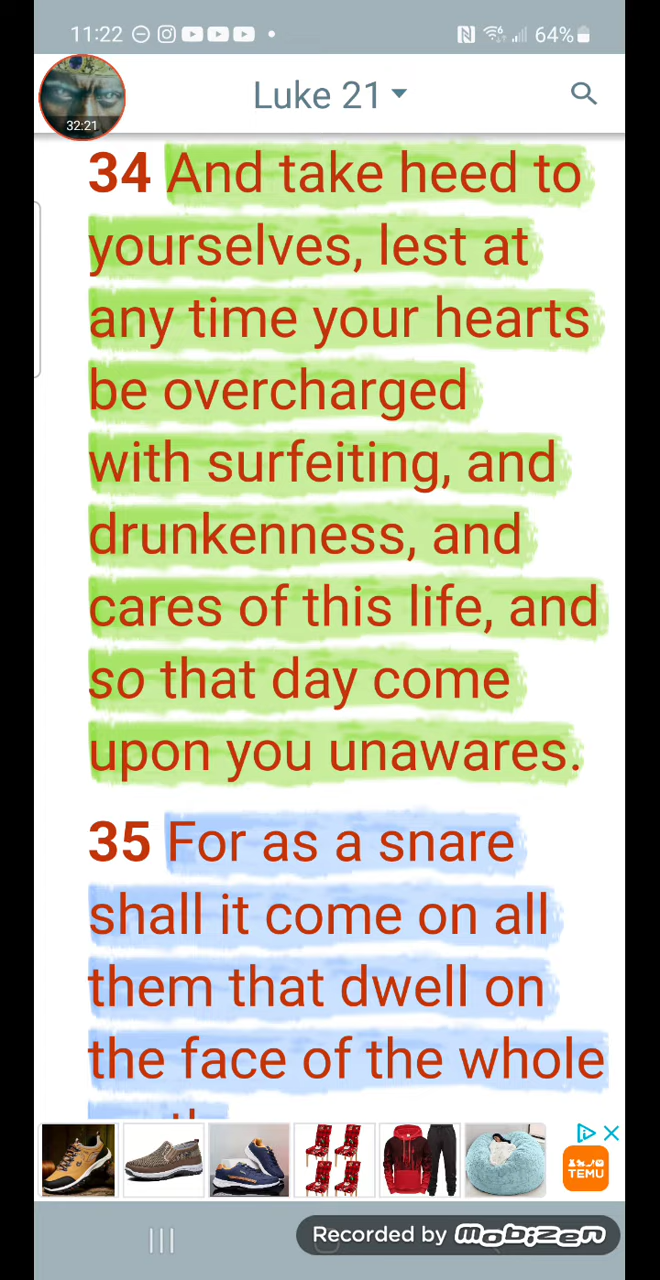 11:22 64%
32:21
Luke 21
34 And take heed to
yourselves, lest at
any time your hearts
be overcharged
with surfeiting, and
drunkenness, and
cares of this life, and
so that day come
upon you unawares.
35 For as a snare
shall it come on all
them that dwell on
the face of the whole
TEMU
Recorded by mobizen